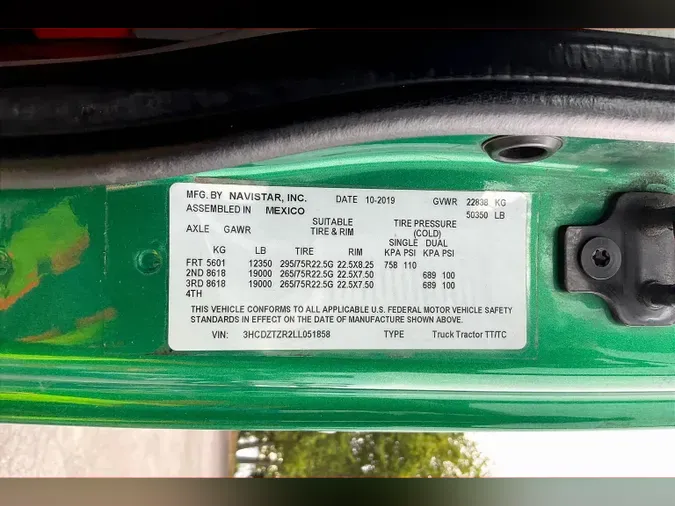 MFG. BY NAVISTAR, INC. DATE 10-2019 GVWR 22838 KG
ASSEMBLED IN MEXICO 50350 LB
AXLE GAWR SUITABLE TIRE & RIM TIRE PRESSURE (COLD)
SINGLE DUAL
KG LB TIRE RIM KPA PSI KPA PSI
FRT 5601 12350 295/75R22.5G 22.5X8.25 758 110
2ND 8618 19000 265/75R22.5G 22.5X7.50 689 100
3RD 8618 19000 265/75R22.5G 22.5X7.50 689 100
4TH
THIS VEHICLE CONFORMS TO ALL APPLICABLE U.S. FEDERAL MOTOR VEHICLE SAFETY
STANDARDS IN EFFECT ON THE DATE OF MANUFACTURE SHOWN ABOVE.
VIN: 3HCDZTZR2LL051858 TYPE Truck Tractor TT/TC